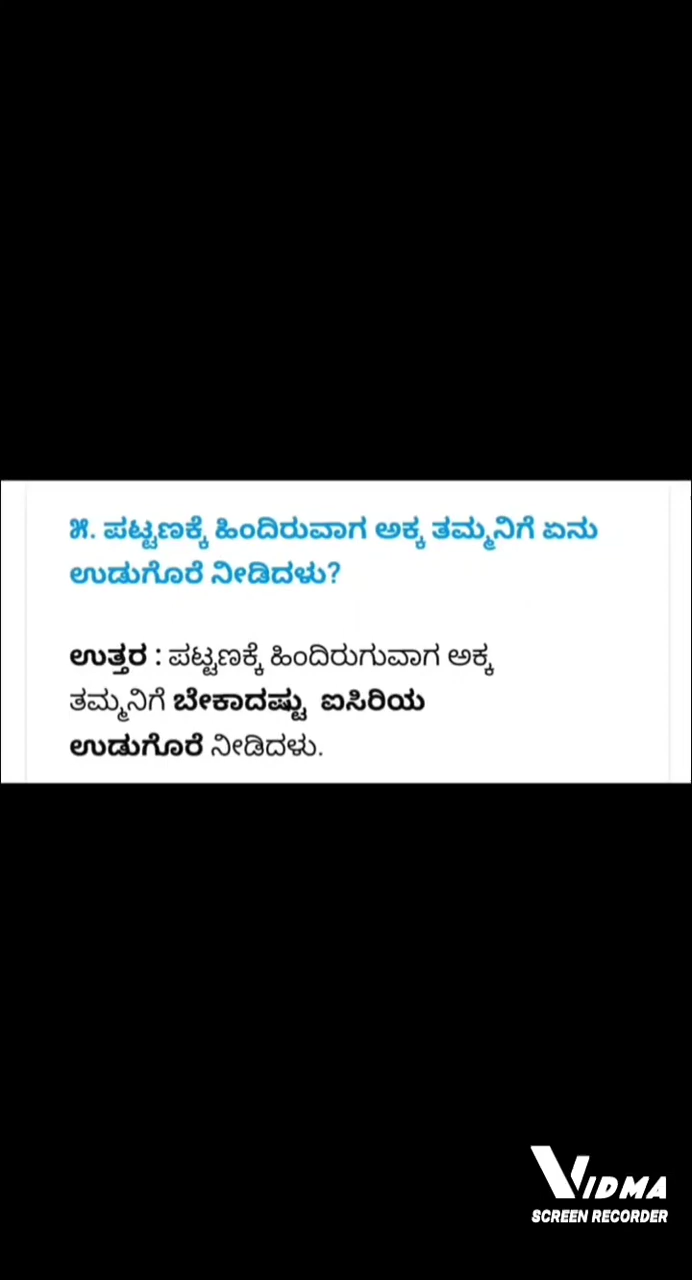 ೫. ಪಟ್ಟಣಕ್ಕೆ ಹಿಂದಿರುವಾಗ ಅಕ್ಕ ತಮ್ಮನಿಗೆ ಏನು
ಉಡುಗೊರೆ ನೀಡಿದಳು?
ಉತ್ತರ : ಪಟ್ಟಣಕ್ಕೆ ಹಿಂದಿರುಗುವಾಗ ಅಕ್ಕ
ತಮ್ಮನಿಗೆ ಬೇಕಾದಷ್ಟು ಐಸಿರಿಯ
ಉಡುಗೊರೆ ನೀಡಿದಳು.
VIDMA
SCREEN RECORDER